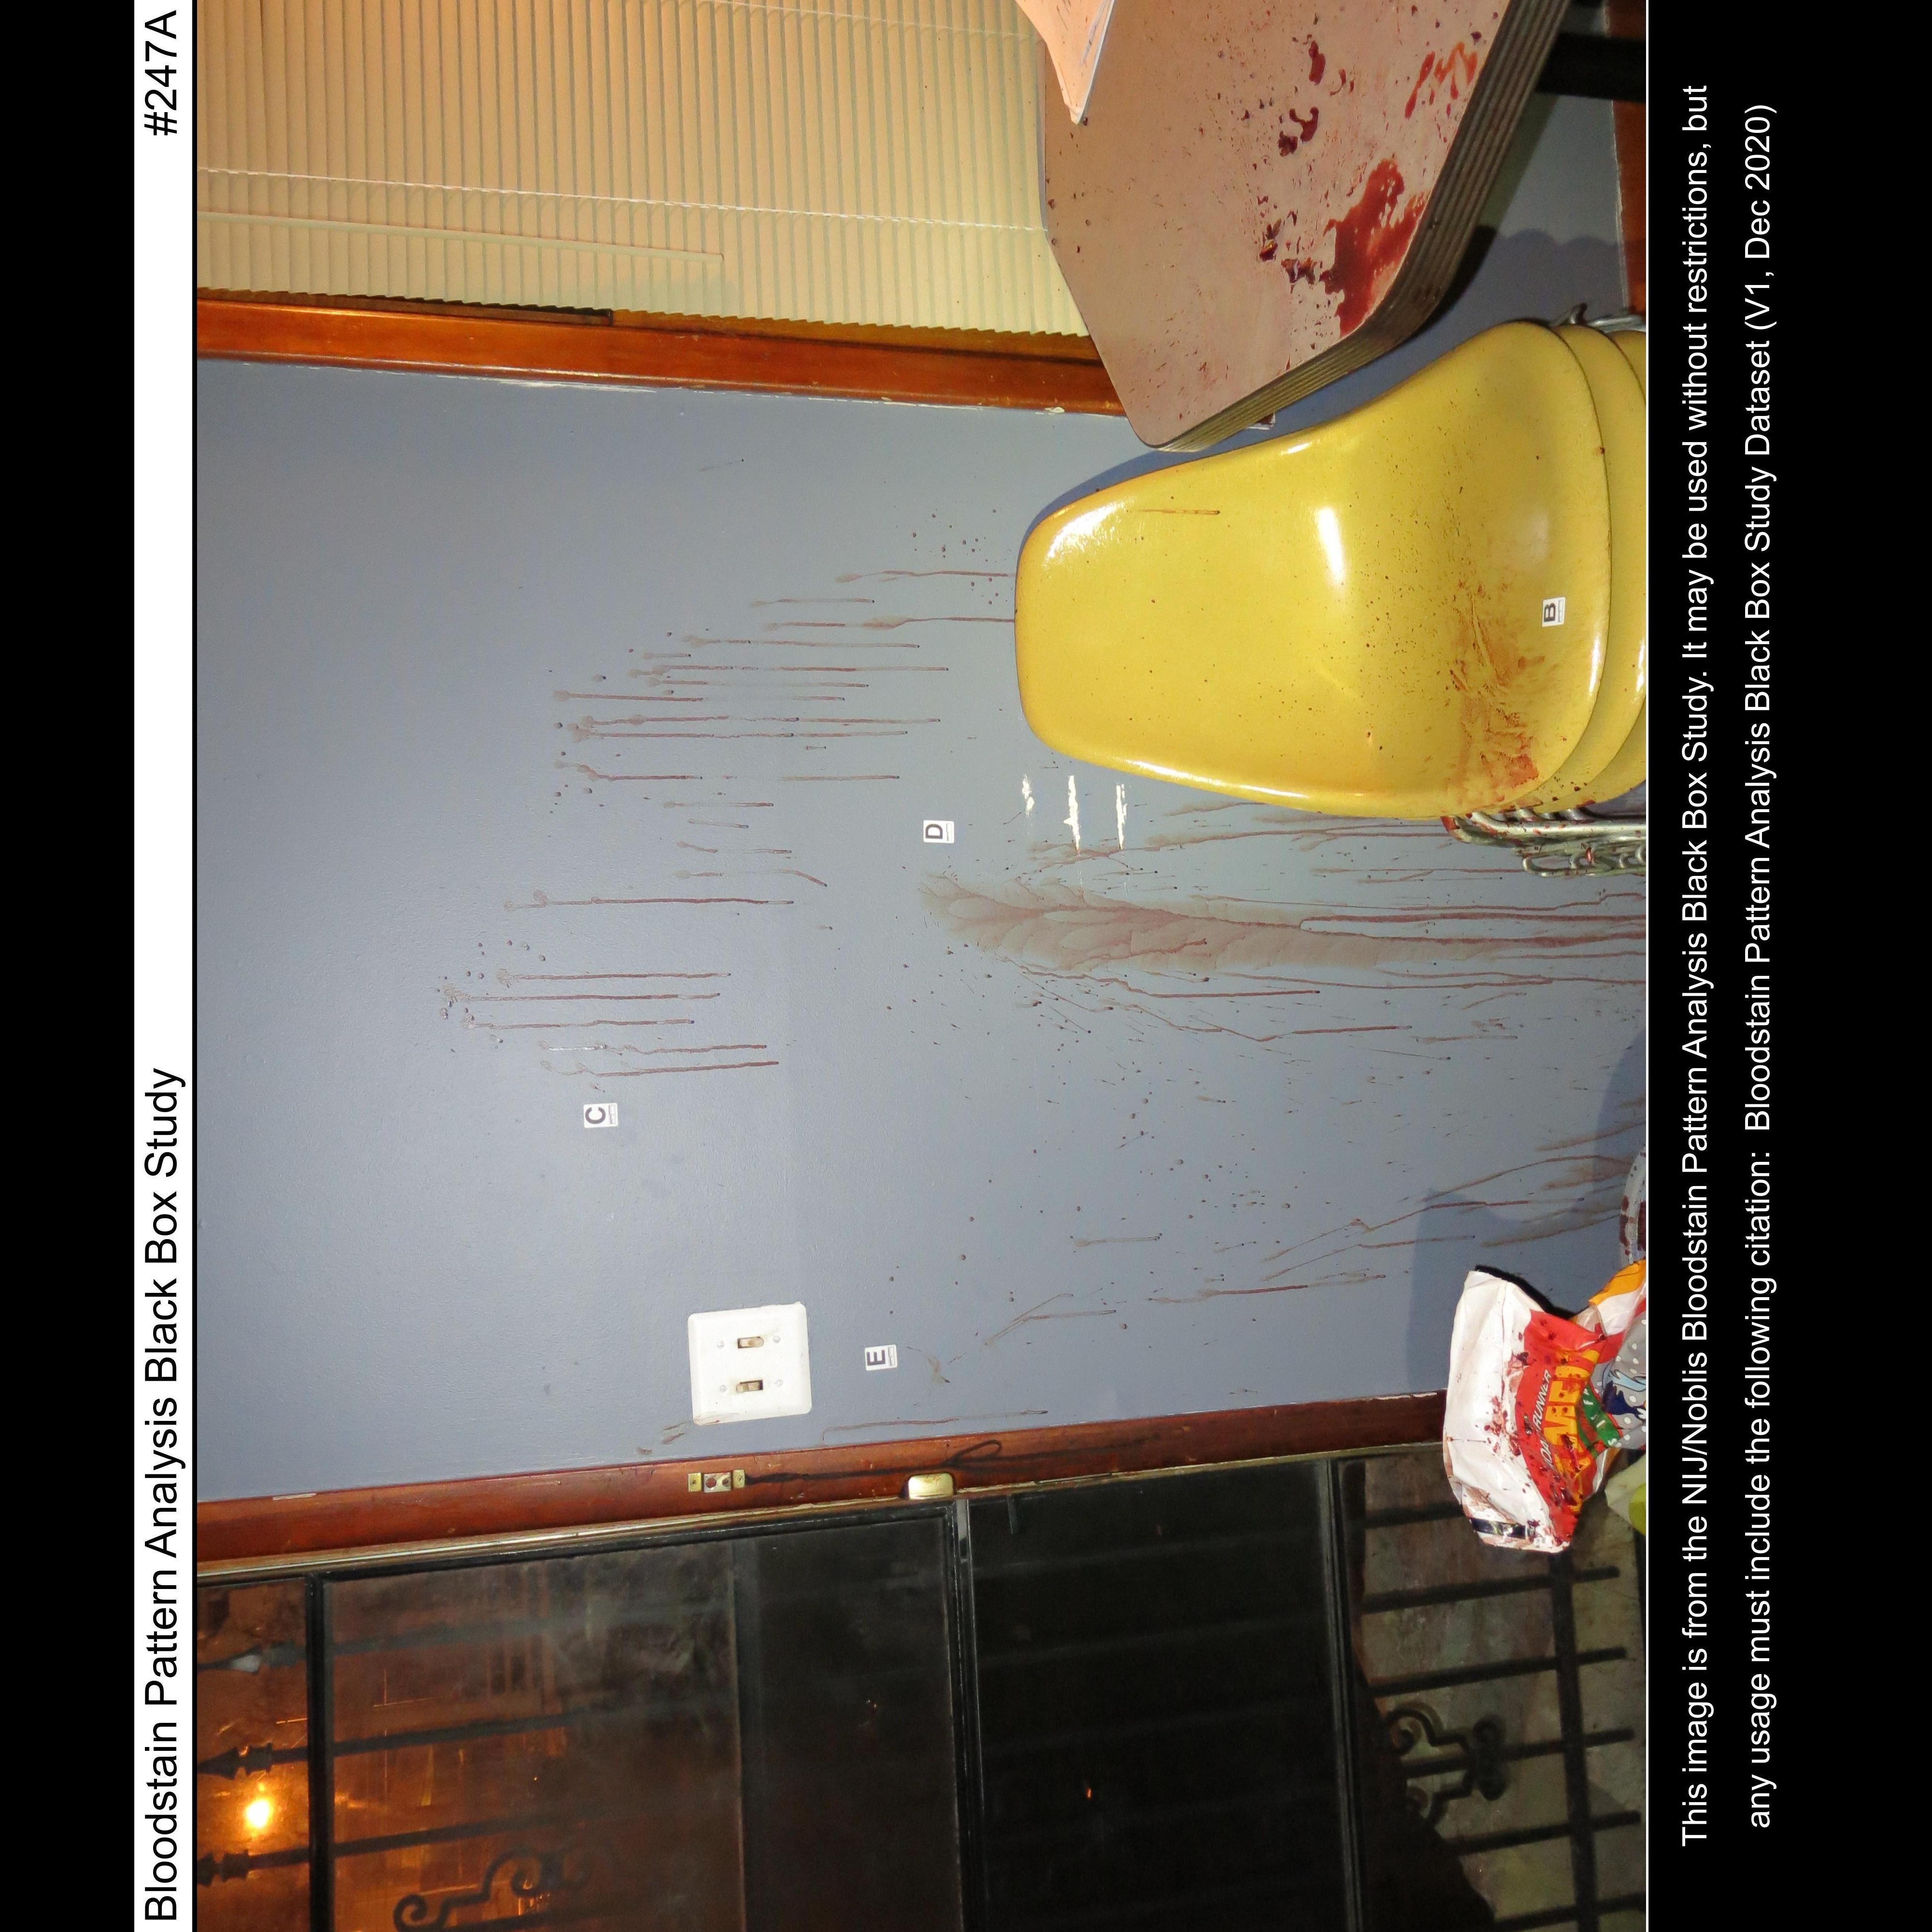 Bloodstain Pattern Analysis Black Box Study #247A
C
E
D
B
RUNNER
This image is from the NIJ/Noblis Bloodstain Pattern Analysis Black Box Study. It may be used without restrictions, but
any usage must include the following citation: Bloodstain Pattern Analysis Black Box Study Dataset (V1, Dec 2020)